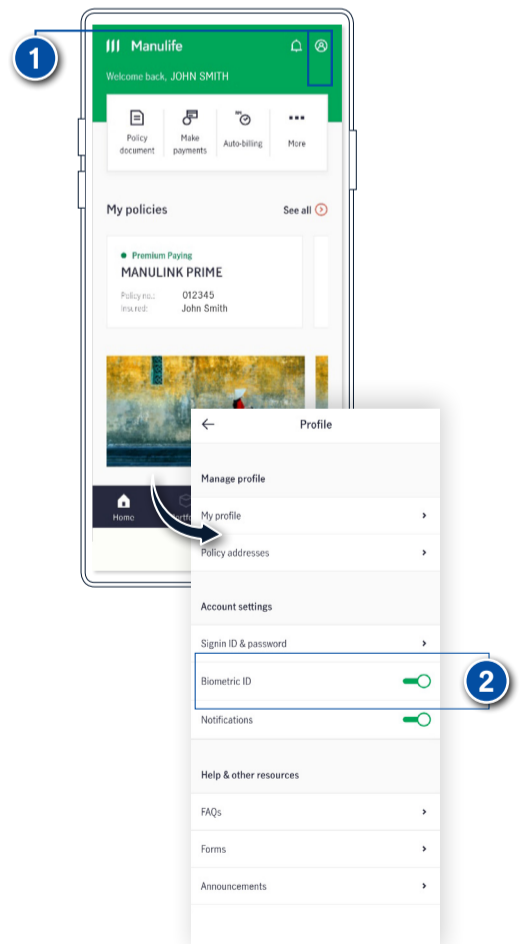 1
Manulife
Welcome back, JOHN SMITH
Policy document
Make payments
Auto-billing
More
My policies
See all
Premium Paying
MANULINK PRIME
Policy no.: 012345
Insured: John Smith
Home
Profile
Manage profile
My profile
Policy addresses
Account settings
Signin ID & password
Biometric ID
2
Notifications
Help & other resources
FAQs
Forms
Announcements